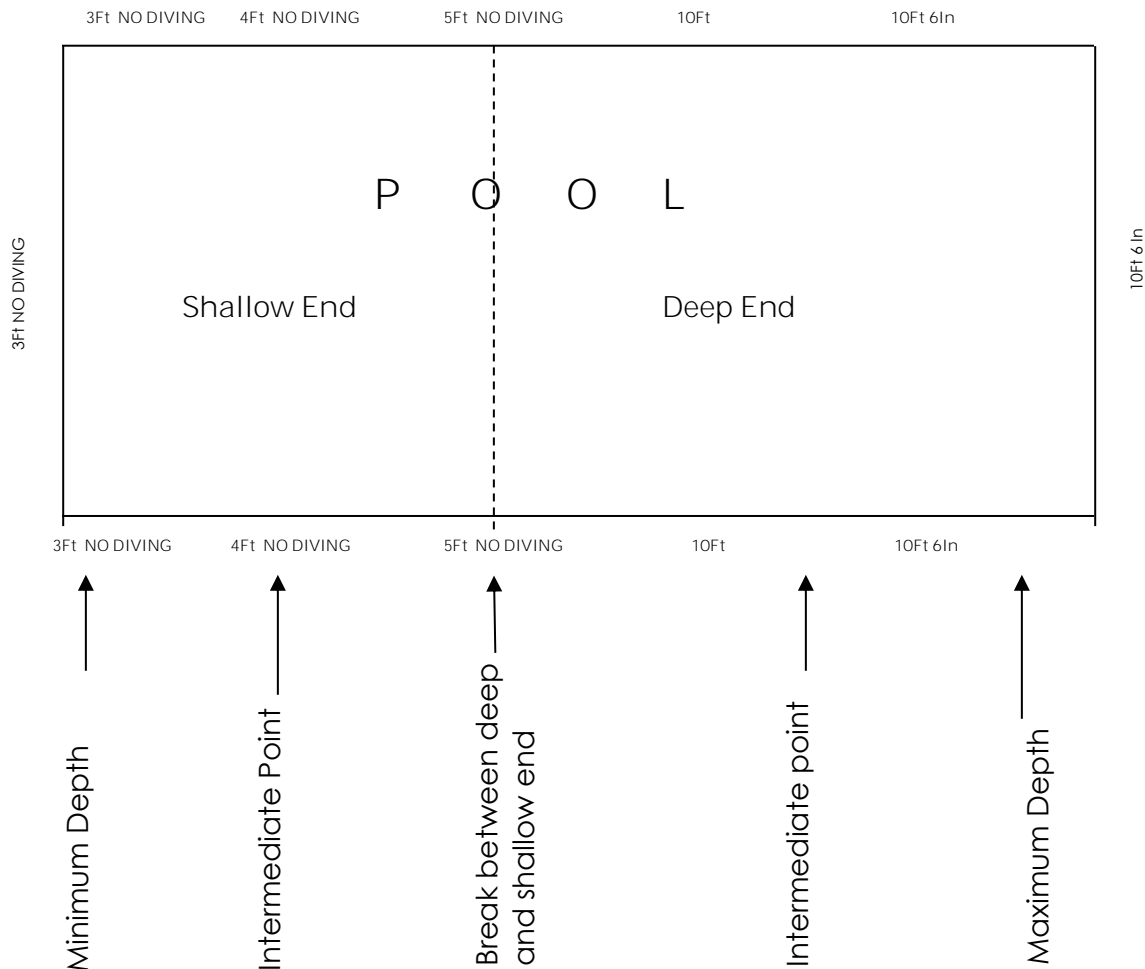 3Ft NO DIVING 4Ft NO DIVING 5Ft NO DIVING 10Ft 10Ft 6In
P O O L
3Ft NO DIVING
10Ft 6 In
Shallow End Deep End
3Ft NO DIVING 4Ft NO DIVING 5Ft NO DIVING 10Ft 10Ft 6In
Minimum Depth
Intermediate Point
Break between deep
and shallow end
Intermediate point
Maximum Depth